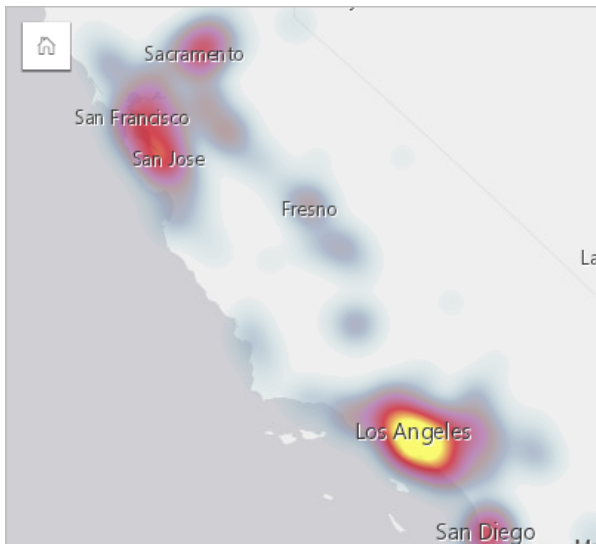 Sacramento
San Francisco
San Jose
Fresno
Los Angeles
San Diego